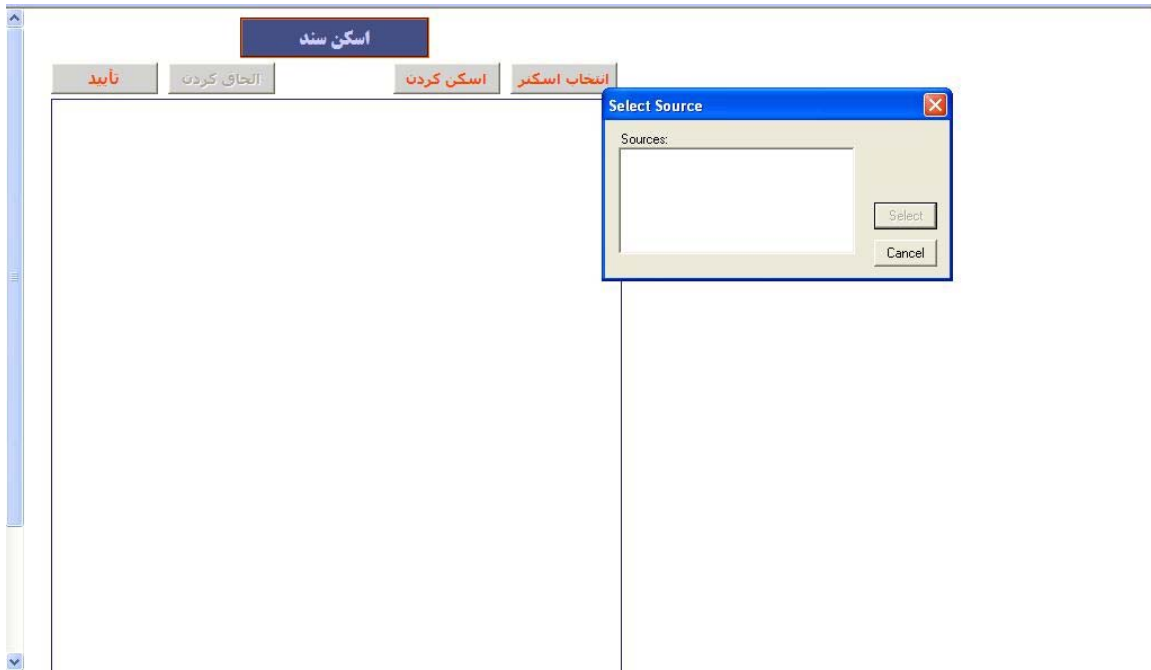 اسکن سند
انتخاب اسکنر
اسکن کردن
الحاق کردن
تأیید
Select Source
Sources:
Select
Cancel